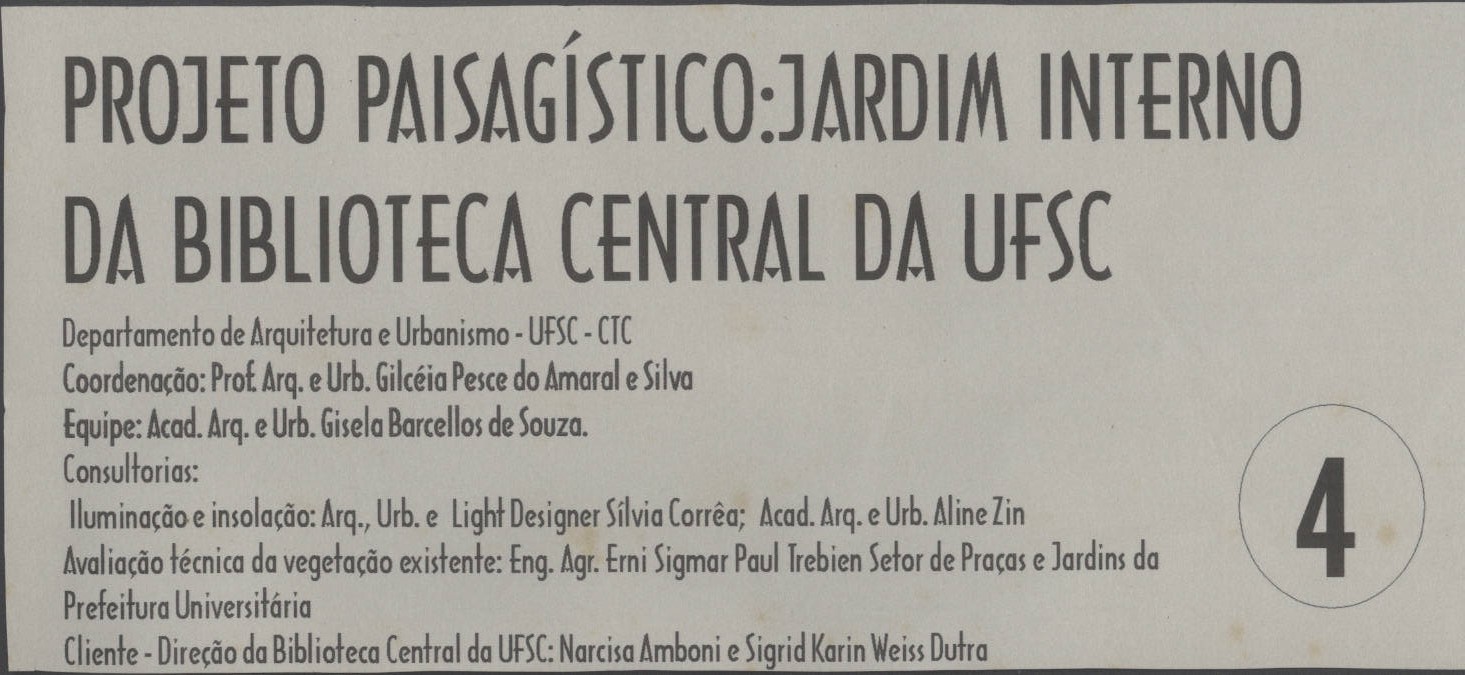 PROJETO PAISAGÍSTICO:JARDIM INTERNO
DA BIBLIOTECA CENTRAL DA UFSC
Departamento de Arquitetura e Urbanismo - UFSC - CTC
Coordenação: Prof. Arq. e Urb. Gilcéia Pesce do Amaral e Silva
Equipe: Acad. Arq. e Urb. Gisela Barcellos de Souza.
Consultorias:
Iluminação e insolação: Arq., Urb. e Light Designer Sílvia Corrêa; Acad. Arq. e Urb. Aline Zin
Avaliação técnica da vegetação existente: Eng. Agr. Erni Sigmar Paul Trebien Setor de Praças e Jardins da
Prefeitura Universitária
Cliente - Direção da Biblioteca Central da UFSC: Narcisa Amboni e Sigrid Karin Weiss Dutra
4